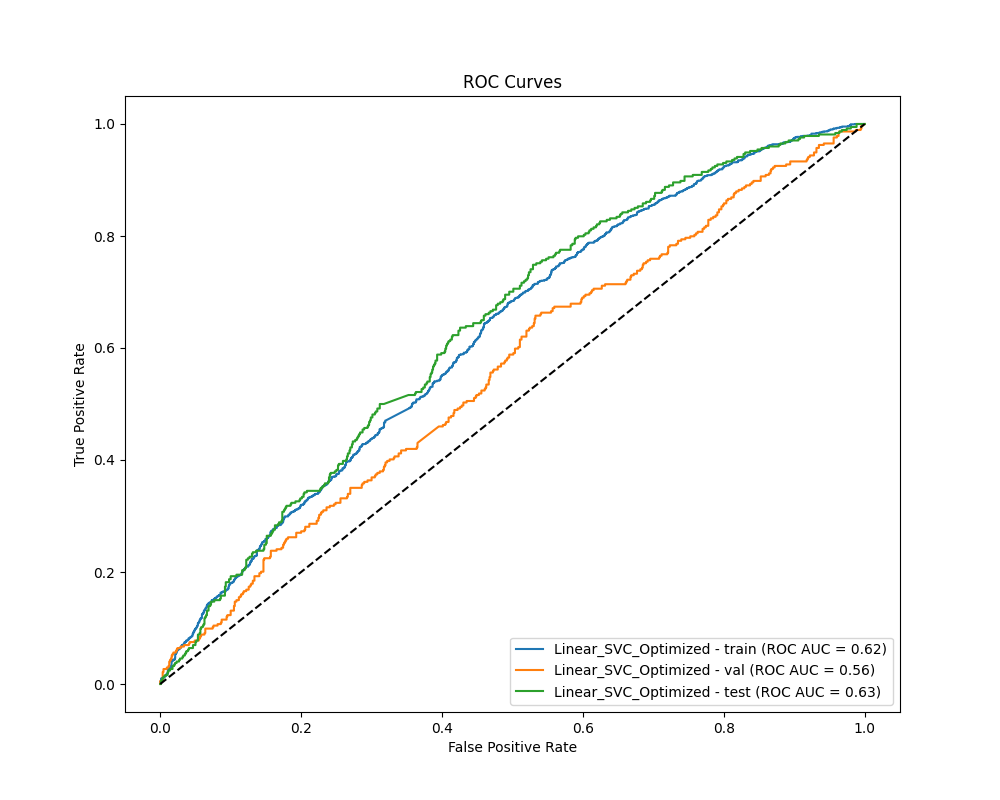 ROC Curves
1.0
0.8
0.6
0.4
0.2
0.0
True Positive Rate
0.0 0.2 0.4 0.6 0.8 1.0
False Positive Rate
Linear_SVC_Optimized - train (ROC AUC = 0.62)
Linear_SVC_Optimized - val (ROC AUC = 0.56)
Linear_SVC_Optimized - test (ROC AUC = 0.63)